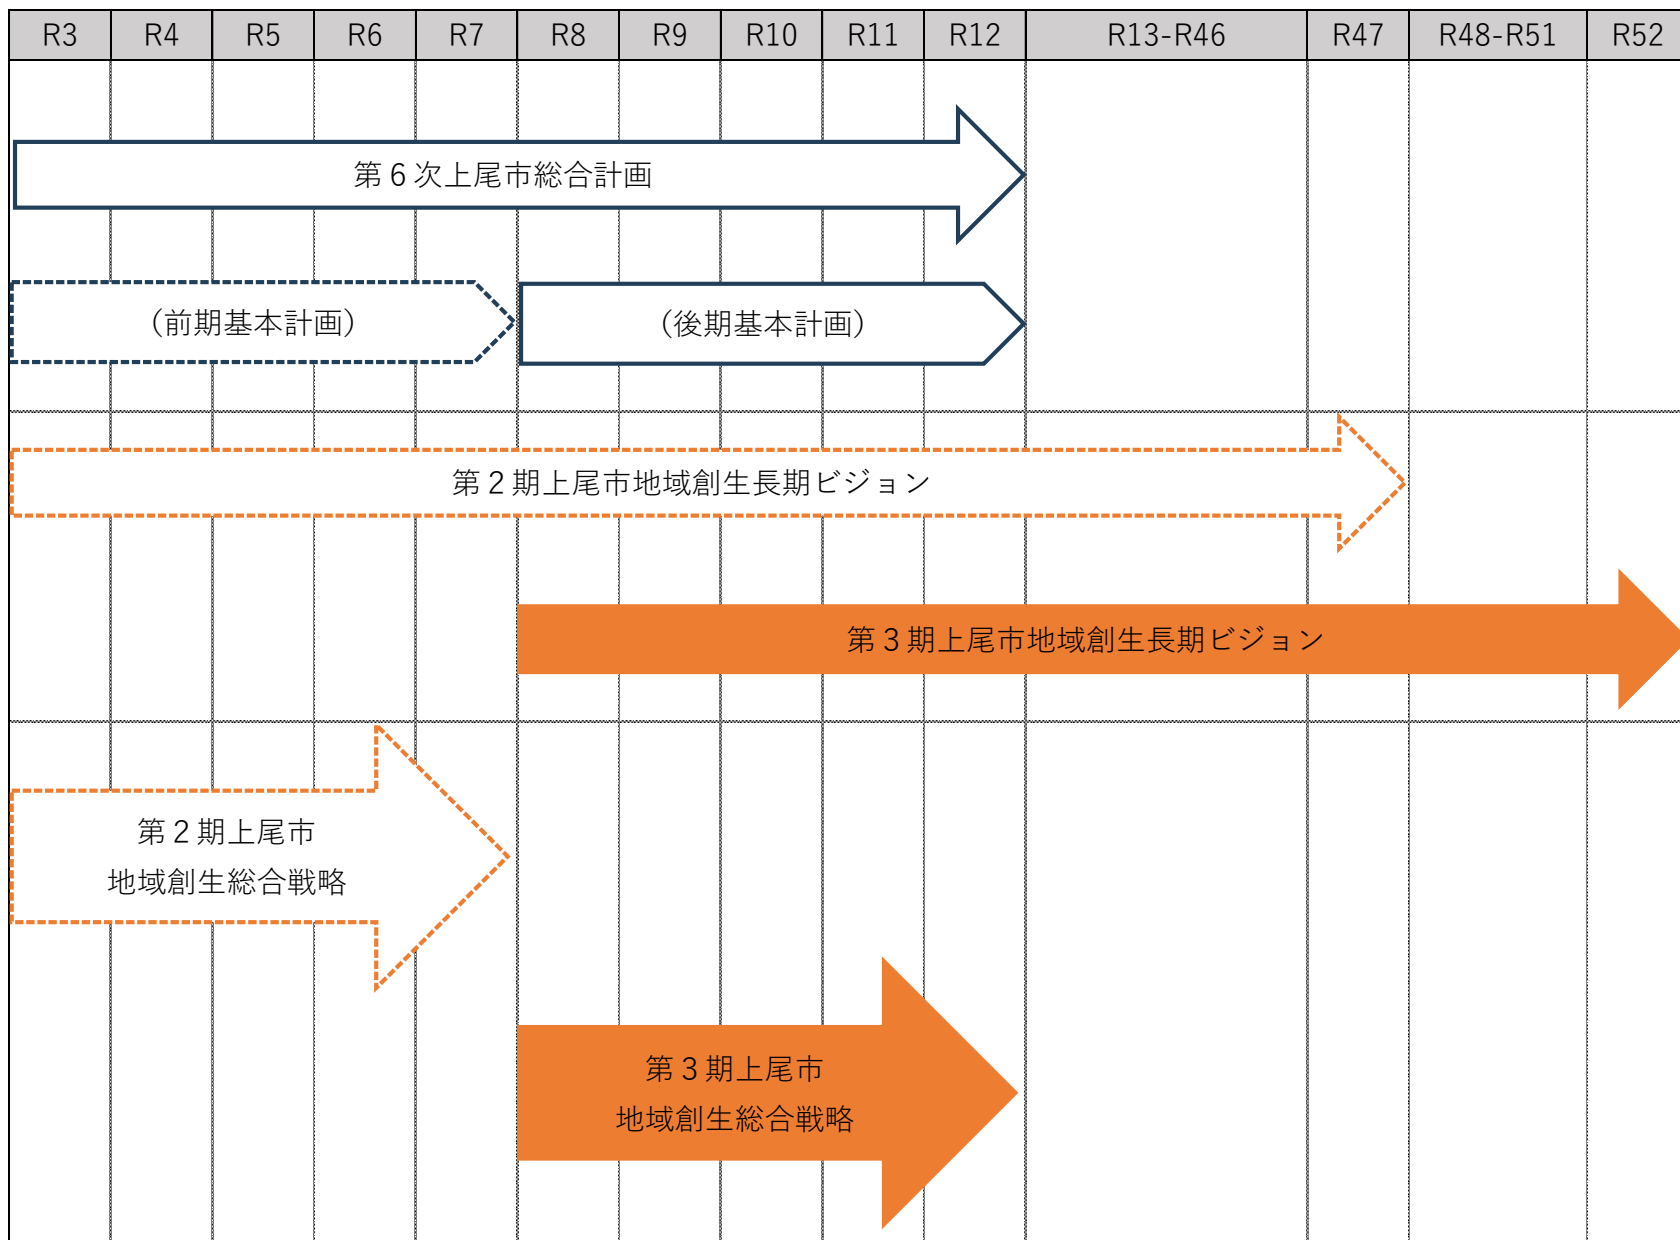 R3 R4 R5 R6 R7 R8 R9 R10 R11 R12 R13-R46 R47 R48-R51 R52
第６次上尾市総合計画
（前期基本計画） （後期基本計画）
第２期上尾市地域創生長期ビジョン
第３期上尾市地域創生長期ビジョン
第２期上尾市
地域創生総合戦略
第３期上尾市
地域創生総合戦略